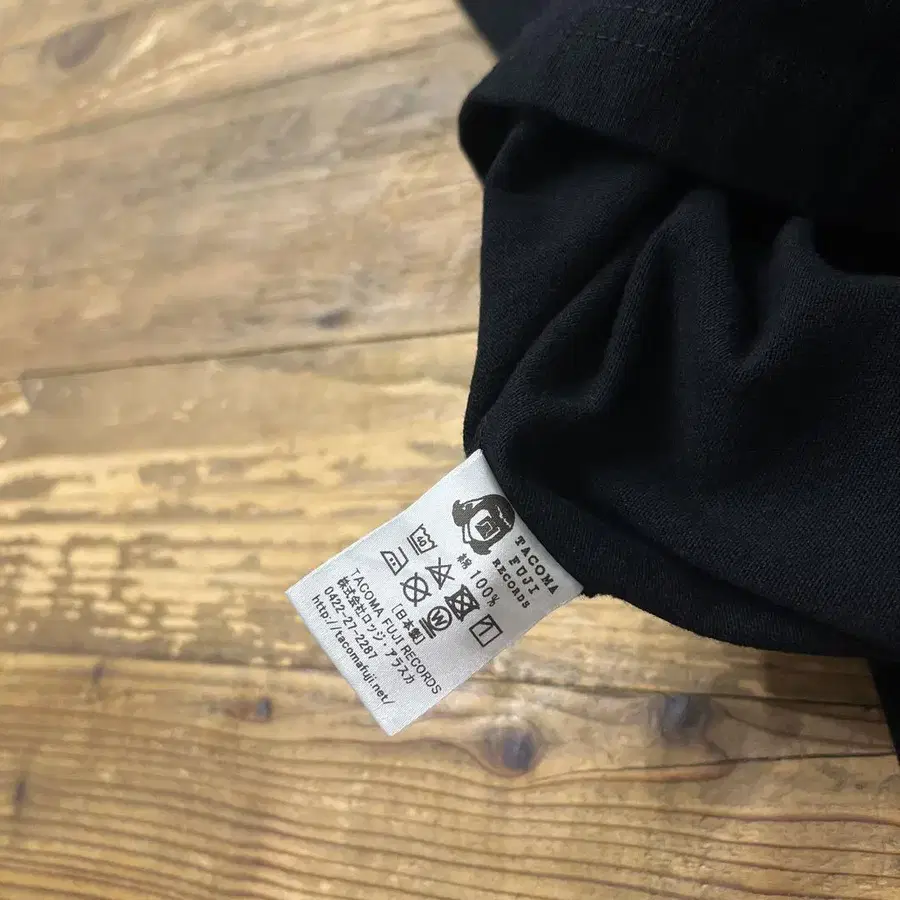 TACOMA
FUJI
RECORDS
綿 100%
40
W
[日本製]
TACOMA FUJI RECORDS
株式会社ロッジ・アラスカ
0422-27-2287
http://tacomafuji.net/